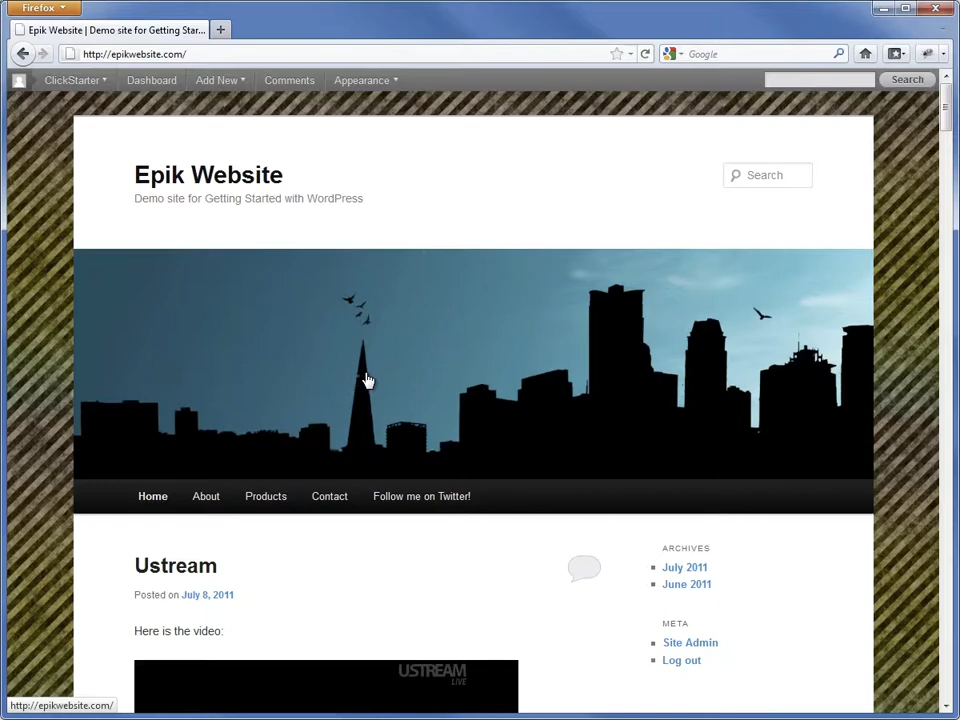 Firefox
Epik Website | Demo site for Getting Star...
http://epikwebsite.com/
Google
ClickStarter
Dashboard
Add New
Comments
Appearance
Search
Epik Website
Demo site for Getting Started with WordPress
Search
Home
About
Products
Contact
Follow me on Twitter!
Ustream
Posted on July 8, 2011
Here is the video:
USTREAM
LIVE
ARCHIVES
July 2011
June 2011
META
Site Admin
Log out
http://epikwebsite.com/